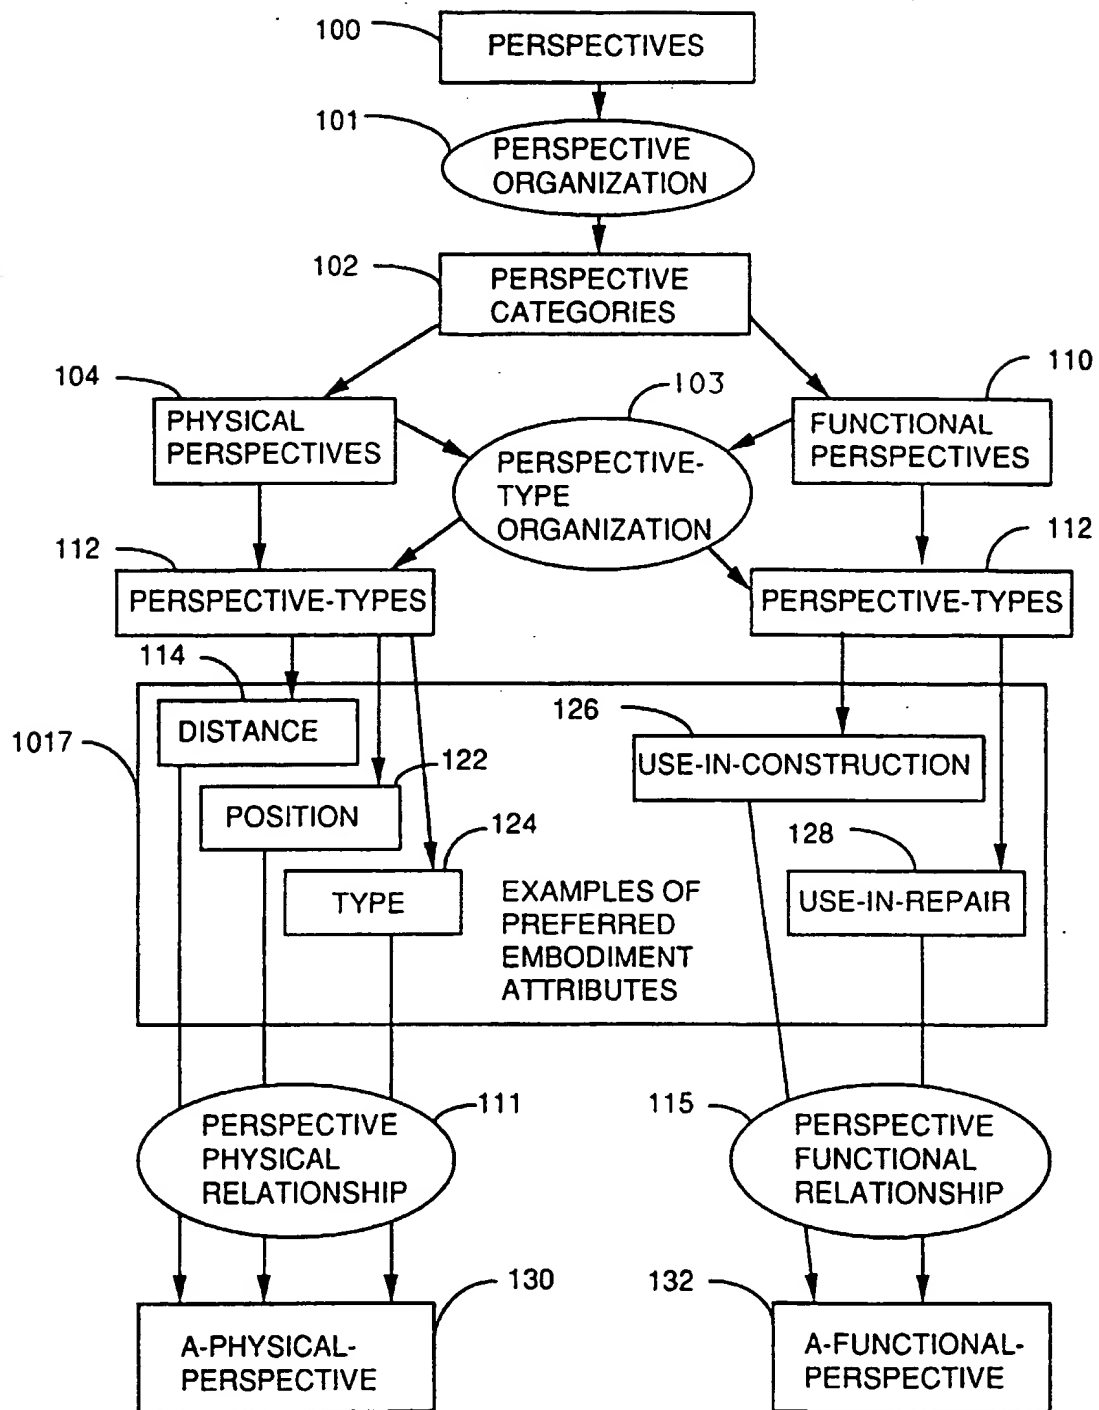 100
PERSPECTIVES
101
PERSPECTIVE
ORGANIZATION
102
PERSPECTIVE
CATEGORIES
104
103
110
PHYSICAL
PERSPECTIVES
PERSPECTIVE-
TYPE
ORGANIZATION
FUNCTIONAL
PERSPECTIVES
112
112
PERSPECTIVE-TYPES
PERSPECTIVE-TYPES
114
DISTANCE
126
1017
122
USE-IN-CONSTRUCTION
POSITION
124
128
TYPE
EXAMPLES OF
PREFERRED
EMBODIMENT
ATTRIBUTES
USE-IN-REPAIR
111
115
PERSPECTIVE
PHYSICAL
RELATIONSHIP
PERSPECTIVE
FUNCTIONAL
RELATIONSHIP
130
132
A-PHYSICAL-
PERSPECTIVE
A-FUNCTIONAL-
PERSPECTIVE